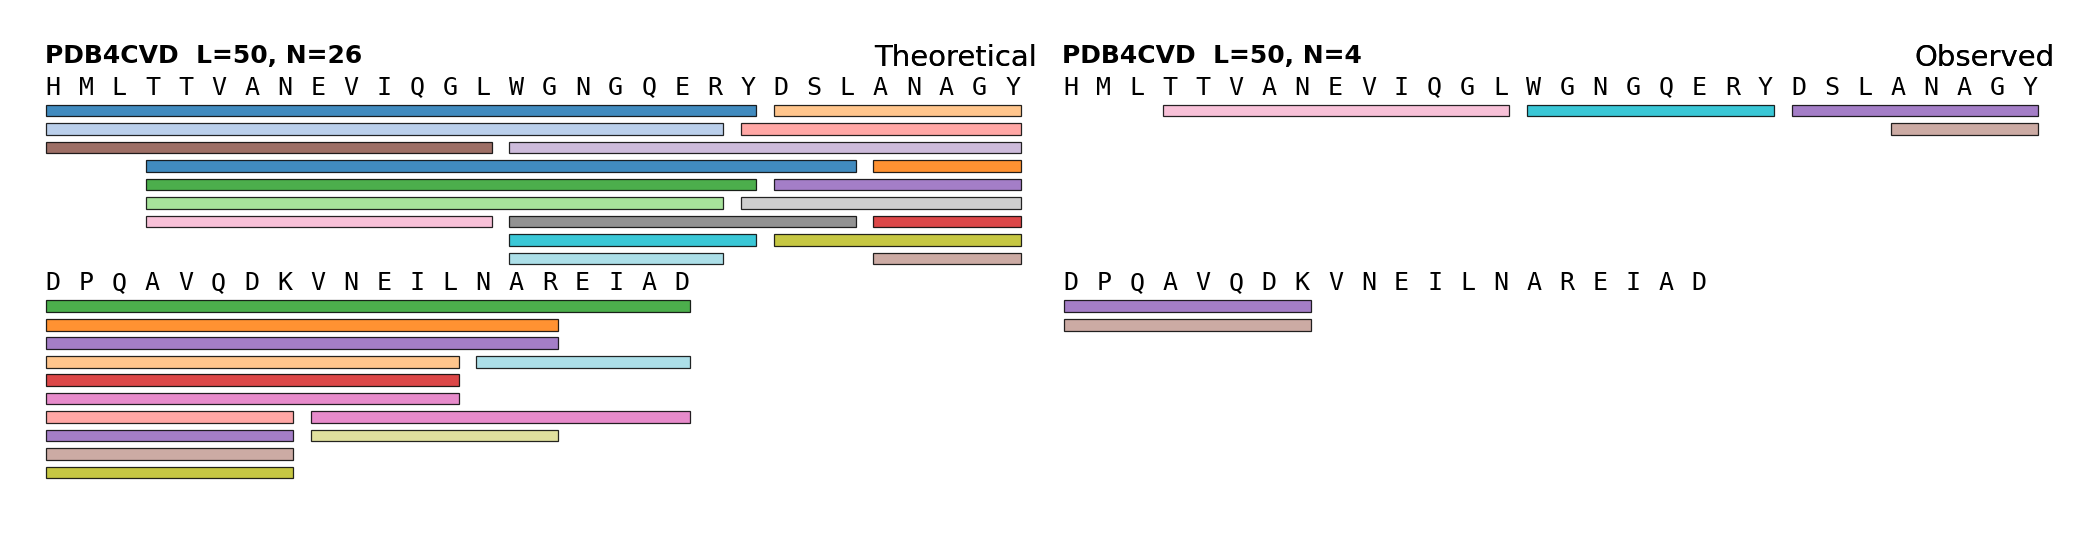 PDB4CVD L=50, N=26
Theoretical
H M L T T V A N E V I Q G L W G N G Q E R Y D S L A N A G Y
D P Q A V Q D K V N E I L N A R E I A D
PDB4CVD L=50, N=4
Observed
H M L T T V A N E V I Q G L W G N G Q E R Y D S L A N A G Y
D P Q A V Q D K V N E I L N A R E I A D